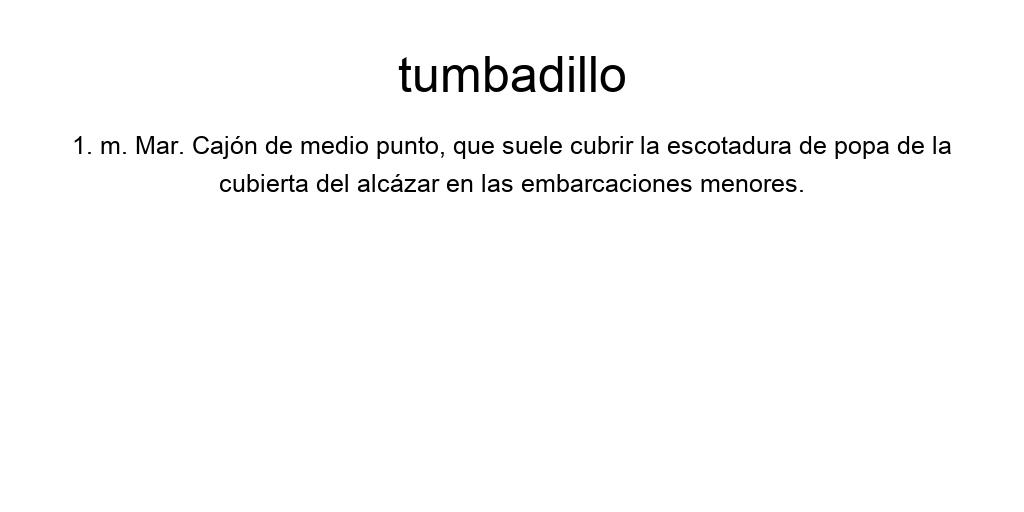 tumbadillo
1. m. Mar. Cajón de medio punto, que suele cubrir la escotadura de popa de la
cubierta del alcázar en las embarcaciones menores.